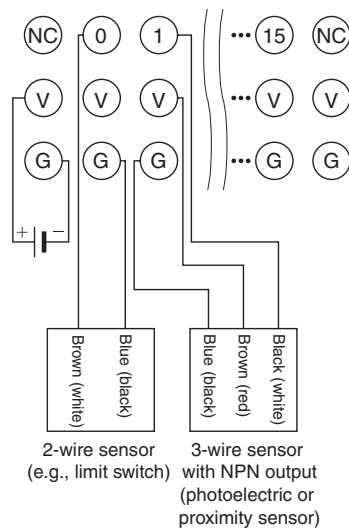 NC 0 1 ••• 15 NC
V V V ••• V V
G G G ••• G G
+ −
Brown (white)
Blue (black)
Blue (black)
Brown (red)
Black (white)
2-wire sensor
(e.g., limit switch)
3-wire sensor
with NPN output
(photoelectric or
proximity sensor)